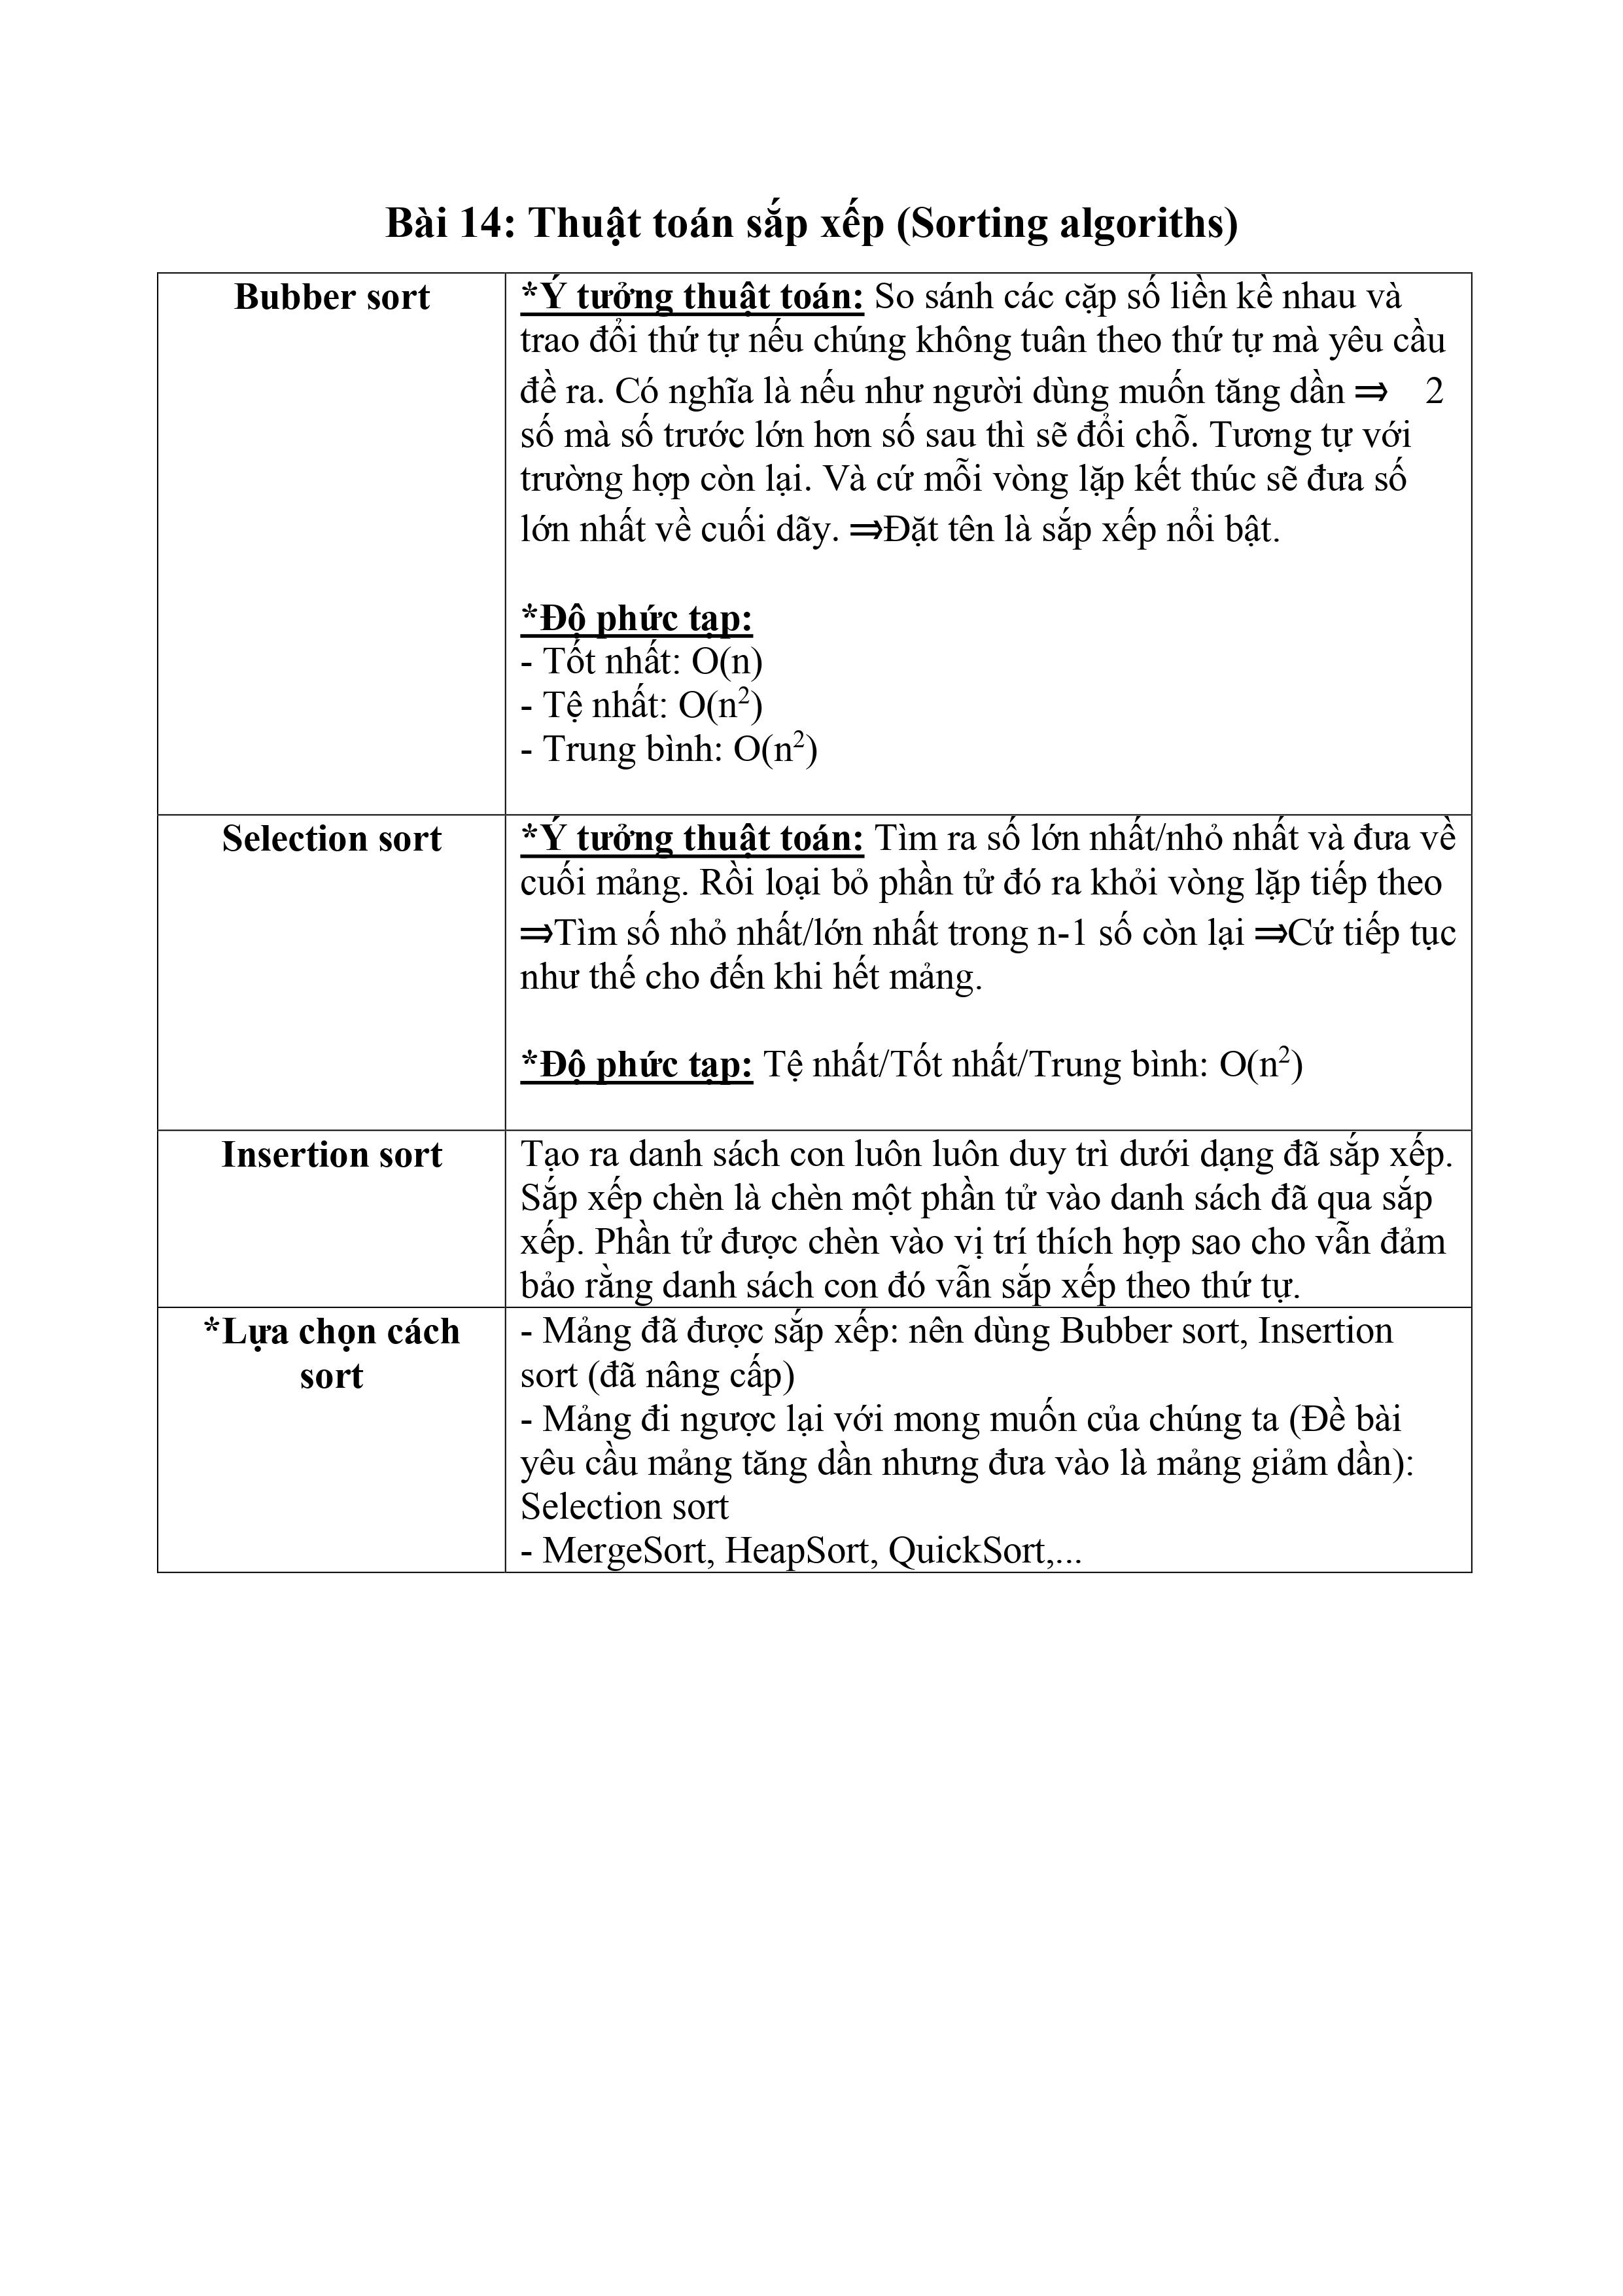 Bài 14: Thuật toán sắp xếp (Sorting algoriths)
Bubber sort
*Ý tưởng thuật toán: So sánh các cặp số liền kề nhau và
trao đổi thứ tự nếu chúng không tuân theo thứ tự mà yêu cầu
đề ra. Có nghĩa là nếu như người dùng muốn tăng dần ⇒ 2
số mà số trước lớn hơn số sau thì sẽ đổi chỗ. Tương tự với
trường hợp còn lại. Và cứ mỗi vòng lặp kết thúc sẽ đưa số
lớn nhất về cuối dãy. ⇒Đặt tên là sắp xếp nổi bật.
*Độ phức tạp:
- Tốt nhất: O(n)
- Tệ nhất: O(n²)
- Trung bình: O(n²)
Selection sort
*Ý tưởng thuật toán: Tìm ra số lớn nhất/nhỏ nhất và đưa về
cuối mảng. Rồi loại bỏ phần tử đó ra khỏi vòng lặp tiếp theo
⇒Tìm số nhỏ nhất/lớn nhất trong n-1 số còn lại ⇒Cứ tiếp tục
như thế cho đến khi hết mảng.
*Độ phức tạp: Tệ nhất/Tốt nhất/Trung bình: O(n²)
Insertion sort
Tạo ra danh sách con luôn luôn duy trì dưới dạng đã sắp xếp.
Sắp xếp chèn là chèn một phần tử vào danh sách đã qua sắp
xếp. Phần tử được chèn vào vị trí thích hợp sao cho vẫn đảm
bảo rằng danh sách con đó vẫn sắp xếp theo thứ tự.
*Lựa chọn cách
sort
- Mảng đã được sắp xếp: nên dùng Bubber sort, Insertion
sort (đã nâng cấp)
- Mảng đi ngược lại với mong muốn của chúng ta (Đề bài
yêu cầu mảng tăng dần nhưng đưa vào là mảng giảm dần):
Selection sort
- MergeSort, HeapSort, QuickSort,...